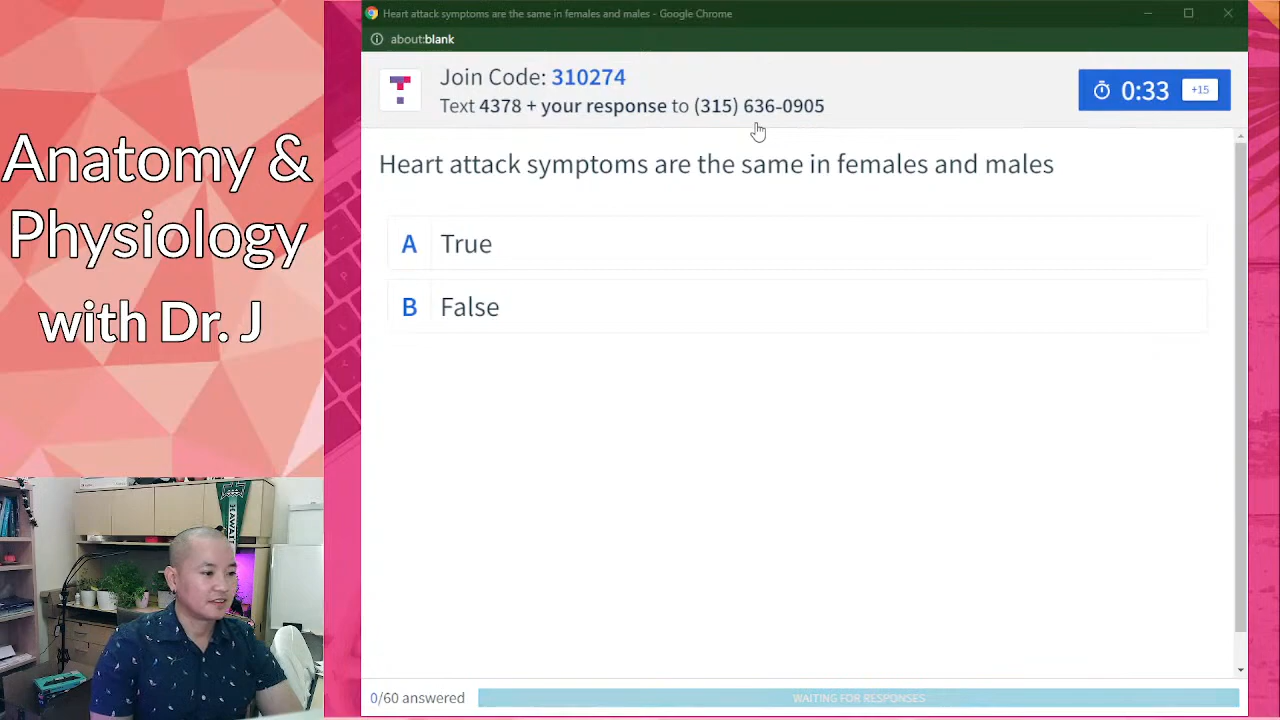 Heart attack symptoms are the same in females and males - Google Chrome
about:blank
Join Code: 310274
Text 4378 + your response to (315) 636-0905
0:33
+15
Heart attack symptoms are the same in females and males
A True
B False
0/60 answered
WAITING FOR RESPONSES
Anatomy &
Physiology
with Dr. J
HAWAI